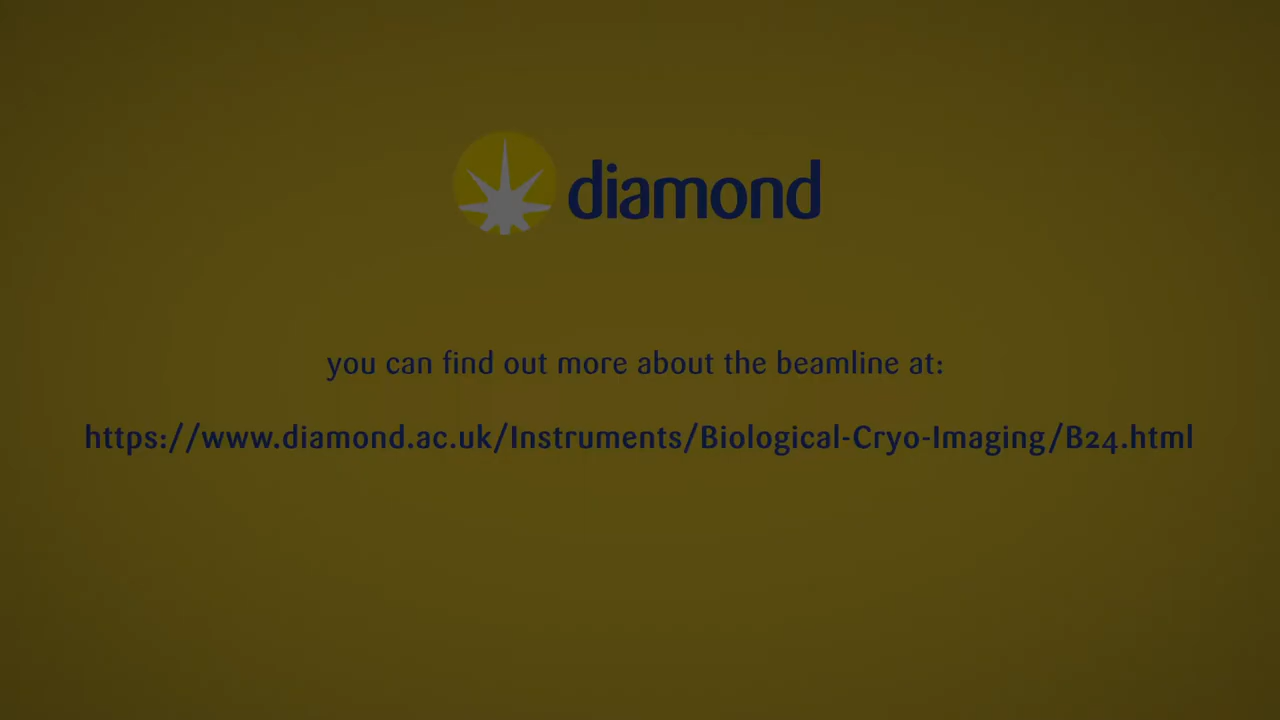 diamond
you can find out more about the beamline at:
https://www.diamond.ac.uk/Instruments/Biological-Cryo-Imaging/B24.html